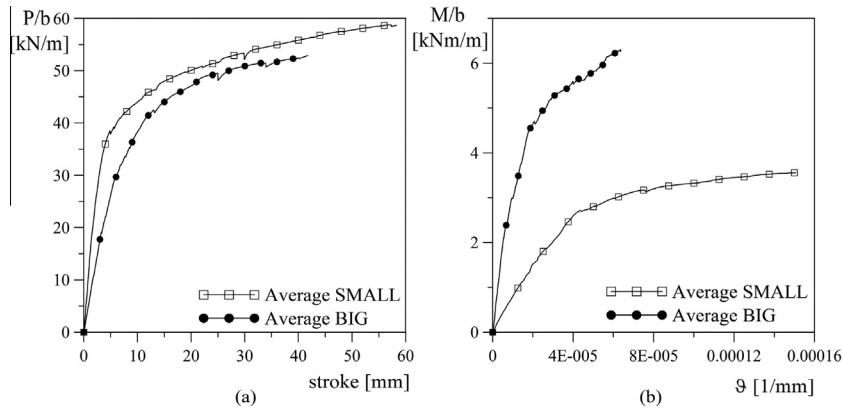 P/b
[kN/m]
60
50
40
30
20
10
0
Average SMALL
Average BIG
0 10 20 30 40 50 60
stroke [mm]
(a)
M/b
[kNm/m]
6
4
2
0
Average SMALL
Average BIG
0 4E-005 8E-005 0.00012 0.00016
(b)
ϑ [1/mm]